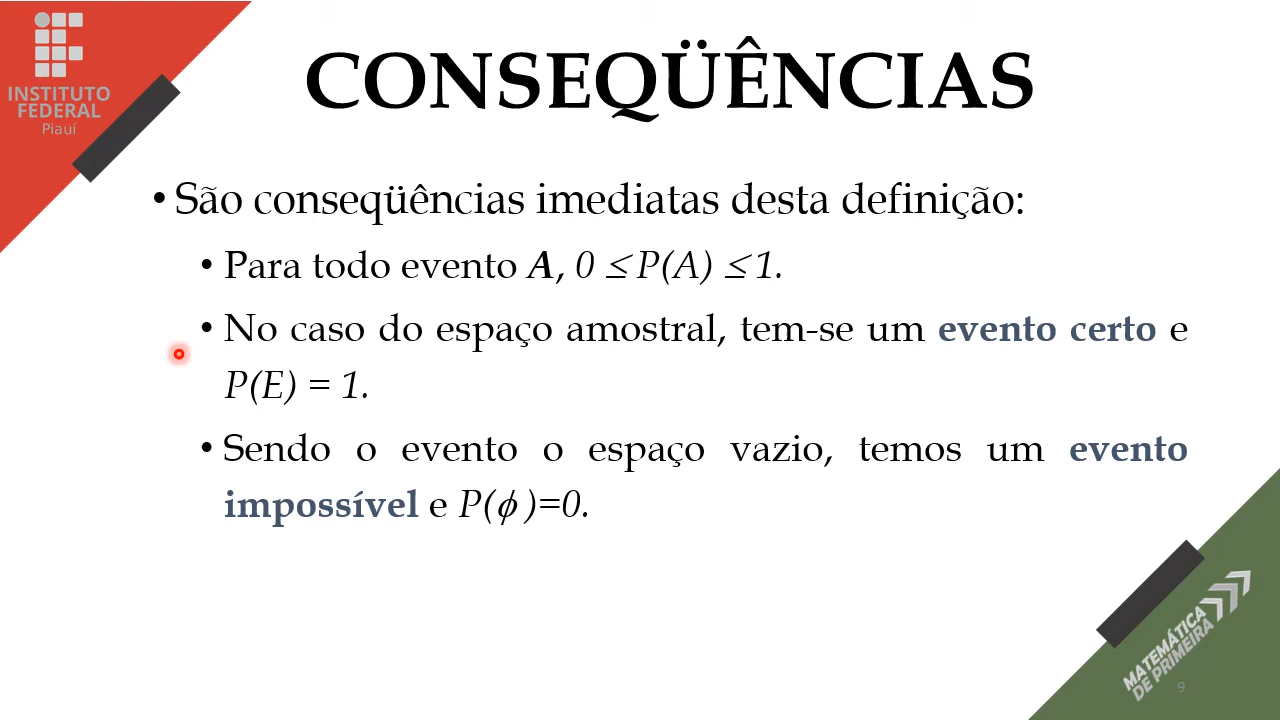 INSTITUTO
FEDERAL
Piauí
CONSEQÜÊNCIAS
• São conseqüências imediatas desta definição:
• Para todo evento A, 0 ≤ P(A) ≤ 1.
• No caso do espaço amostral, tem-se um evento certo e
P(E) = 1.
• Sendo o evento o espaço vazio, temos um evento
impossível e P(ϕ)=0.
MATEMÁTICA
DE PRIMEIRA
9